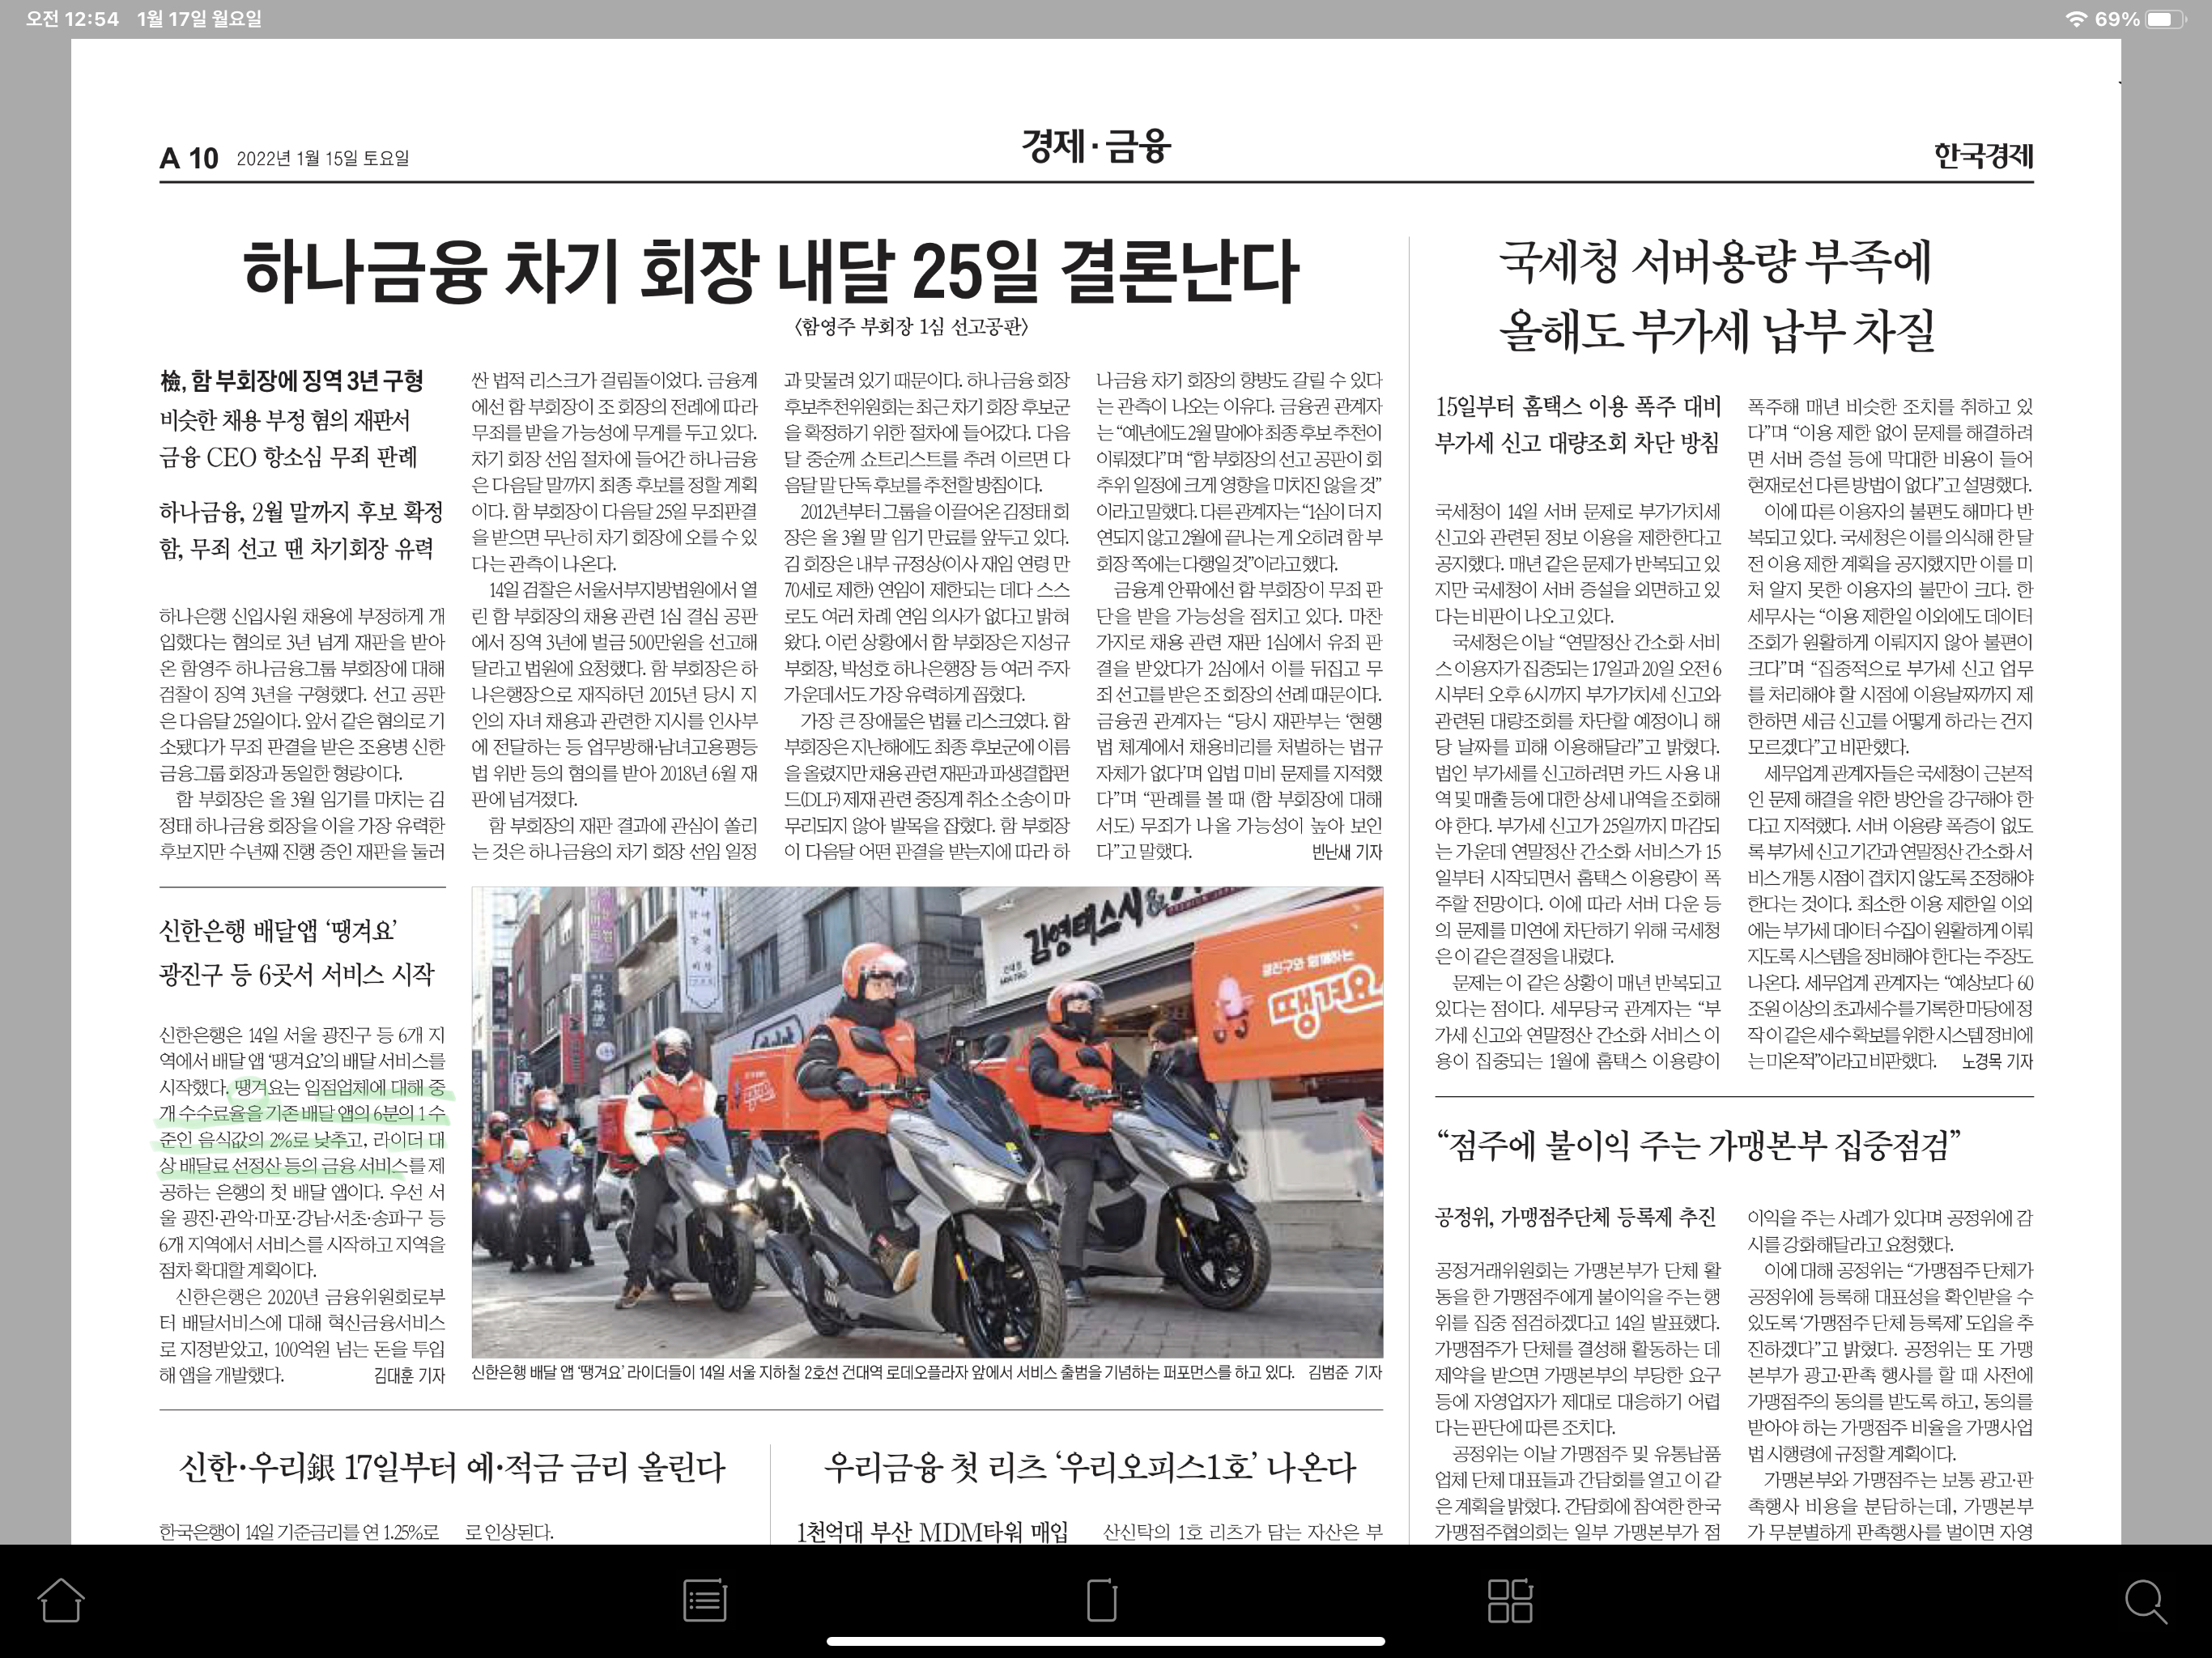 오전 12:54 1월 17일 월요일
69%
A 10 2022년 1월 15일 토요일
경제·금융
한국경제
하나금융 차기 회장 내달 25일 결론난다
〈함영주 부회장 1심 선고공판〉
檢, 함 부회장에 징역 3년 구형
비슷한 채용 부정 혐의 재판서
금융 CEO 항소심 무죄 판례
하나금융, 2월 말까지 후보 확정
함, 무죄 선고 땐 차기회장 유력
하나은행 신입사원 채용에 부정하게 개
입했다는 혐의로 3년 넘게 재판을 받아
온 함영주 하나금융그룹 부회장에 대해
검찰이 징역 3년을 구형했다. 선고 공판
은 다음달 25일이다. 앞서 같은 혐의로 기
소됐다가 무죄 판결을 받은 조용병 신한
금융그룹 회장과 동일한 형량이다.
함 부회장은 올 3월 임기를 마치는 김
정태 하나금융 회장을 이을 가장 유력한
후보지만 수년째 진행 중인 재판을 둘러
싼 법적 리스크가 걸림돌이었다. 금융계
에선 함 부회장이 조 회장의 전례에 따라
무죄를 받을 가능성에 무게를 두고 있다.
차기 회장 선임 절차에 들어간 하나금융
은 다음달 말까지 최종 후보를 정할 계획
이다. 함 부회장이 다음달 25일 무죄판결
을 받으면 무난히 차기 회장에 오를 수 있
다는 관측이 나온다.
14일 검찰은 서울서부지방법원에서 열
린 함 부회장의 채용 관련 1심 결심 공판
에서 징역 3년에 벌금 500만원을 선고해
달라고 법원에 요청했다. 함 부회장은 하
나은행장으로 재직하던 2015년 당시 지
인의 자녀 채용과 관련한 지시를 인사부
에 전달하는 등 업무방해·남녀고용평등
법 위반 등의 혐의를 받아 2018년 6월 재
판에 넘겨졌다.
함 부회장의 재판 결과에 관심이 쏠리
는 것은 하나금융의 차기 회장 선임 일정
과 맞물려 있기 때문이다. 하나금융 회장
후보추천위원회는 최근 차기 회장 후보군
을 확정하기 위한 절차에 들어갔다. 다음
달 중순께 쇼트리스트를 추려 이르면 다
음달 말 단독 후보를 추천할 방침이다.
2012년부터 그룹을 이끌어온 김정태 회
장은 올 3월 말 임기 만료를 앞두고 있다.
김 회장은 내부 규정상(이사 재임 연령 만
70세로 제한) 연임이 제한되는 데다 스스
로도 여러 차례 연임 의사가 없다고 밝혀
왔다. 이런 상황에서 함 부회장은 지성규
부회장, 박성호 하나은행장 등 여러 주자
가운데서도 가장 유력하게 꼽혔다.
가장 큰 장애물은 법률 리스크였다. 함
부회장은 지난해에도 최종 후보군에 이름
을 올렸지만 채용 관련 재판과 파생결합펀
드(DLF) 제재 관련 중징계 취소 소송이 마
무리되지 않아 발목을 잡혔다. 함 부회장
이 다음달 어떤 판결을 받는지에 따라 하
나금융 차기 회장의 향방도 갈릴 수 있다
는 관측이 나오는 이유다. 금융권 관계자
는 “예년에도 2월 말에야 최종 후보 추천이
이뤄졌다”며 “함 부회장의 선고 공판이 회
추위 일정에 크게 영향을 미치진 않을 것”
이라고 말했다. 다른 관계자는 “1심이 더 지
연되지 않고 2월에 끝나는 게 오히려 함 부
회장 쪽에는 다행일 것”이라고 했다.
금융계 안팎에선 함 부회장이 무죄 판
단을 받을 가능성을 점치고 있다. 마찬
가지로 채용 관련 재판 1심에서 유죄 판
결을 받았다가 2심에서 이를 뒤집고 무
죄 선고를 받은 조 회장의 선례 때문이다.
금융권 관계자는 “당시 재판부는 ‘현행
법 체계에서 채용비리를 처벌하는 법규
자체가 없다’며 입법 미비 문제를 지적했
다”며 “판례를 볼 때 (함 부회장에 대해
서도) 무죄가 나올 가능성이 높아 보인
다”고 말했다. 빈난새 기자
신한은행 배달앱 ‘땡겨요’
광진구 등 6곳서 서비스 시작
신한은행은 14일 서울 광진구 등 6개 지
역에서 배달 앱 ‘땡겨요’의 배달 서비스를
시작했다. 땡겨요는 입점업체에 대해 중
개 수수료율을 기존 배달 앱의 6분의 1 수
준인 음식값의 2%로 낮추고, 라이더 대
상 배달료 선정산 등의 금융 서비스를 제
공하는 은행의 첫 배달 앱이다. 우선 서
울 광진·관악·마포·강남·서초·송파구 등
6개 지역에서 서비스를 시작하고 지역을
점차 확대할 계획이다.
신한은행은 2020년 금융위원회로부
터 배달서비스에 대해 혁신금융서비스
로 지정받았고, 100억원 넘는 돈을 투입
해 앱을 개발했다. 김대훈 기자
김영태스시&
광진구와 함께하는
땡겨요
신한은행 배달 앱 ‘땡겨요’ 라이더들이 14일 서울 지하철 2호선 건대역 로데오플라자 앞에서 서비스 출범을 기념하는 퍼포먼스를 하고 있다. 김범준 기자
신한·우리銀 17일부터 예·적금 금리 올린다
한국은행이 14일 기준금리를 연 1.25%로
로 인상된다.
우리금융 첫 리츠 ‘우리오피스1호’ 나온다
1천억대 부산 MDM타워 매입
산신탁의 1호 리츠가 담는 자산은 부
국세청 서버용량 부족에
올해도 부가세 납부 차질
15일부터 홈택스 이용 폭주 대비
부가세 신고 대량조회 차단 방침
국세청이 14일 서버 문제로 부가가치세
신고와 관련된 정보 이용을 제한한다고
공지했다. 매년 같은 문제가 반복되고 있
지만 국세청이 서버 증설을 외면하고 있
다는 비판이 나오고 있다.
국세청은 이날 “연말정산 간소화 서비
스 이용자가 집중되는 17일과 20일 오전 6
시부터 오후 6시까지 부가가치세 신고와
관련된 대량조회를 차단할 예정이니 해
당 날짜를 피해 이용해달라”고 밝혔다.
법인 부가세를 신고하려면 카드 사용 내
역 및 매출 등에 대한 상세 내역을 조회해
야 한다. 부가세 신고가 25일까지 마감되
는 가운데 연말정산 간소화 서비스가 15
일부터 시작되면서 홈택스 이용량이 폭
주할 전망이다. 이에 따라 서버 다운 등
의 문제를 미연에 차단하기 위해 국세청
은 이 같은 결정을 내렸다.
문제는 이 같은 상황이 매년 반복되고
있다는 점이다. 세무당국 관계자는 “부
가세 신고와 연말정산 간소화 서비스 이
용이 집중되는 1월에 홈택스 이용량이
폭주해 매년 비슷한 조치를 취하고 있
다”며 “이용 제한 없이 문제를 해결하려
면 서버 증설 등에 막대한 비용이 들어
현재로선 다른 방법이 없다”고 설명했다.
이에 따른 이용자의 불편도 해마다 반
복되고 있다. 국세청은 이를 의식해 한 달
전 이용 제한 계획을 공지했지만 이를 미
처 알지 못한 이용자의 불만이 크다. 한
세무사는 “이용 제한일 이외에도 데이터
조회가 원활하게 이뤄지지 않아 불편이
크다”며 “집중적으로 부가세 신고 업무
를 처리해야 할 시점에 이용날짜까지 제
한하면 세금 신고를 어떻게 하라는 건지
모르겠다”고 비판했다.
세무업계 관계자들은 국세청이 근본적
인 문제 해결을 위한 방안을 강구해야 한
다고 지적했다. 서버 이용량 폭증이 없도
록 부가세 신고 기간과 연말정산 간소화 서
비스 개통 시점이 겹치지 않도록 조정해야
한다는 것이다. 최소한 이용 제한일 이외
에는 부가세 데이터 수집이 원활하게 이뤄
지도록 시스템을 정비해야 한다는 주장도
나온다. 세무업계 관계자는 “예상보다 60
조원 이상의 초과세수를 기록한 마당에 정
작 이 같은 세수 확보를 위한 시스템 정비에
는 미온적”이라고 비판했다. 노경목 기자
“점주에 불이익 주는 가맹본부 집중점검”
공정위, 가맹점주단체 등록제 추진
공정거래위원회는 가맹본부가 단체 활
동을 한 가맹점주에게 불이익을 주는 행
위를 집중 점검하겠다고 14일 발표했다.
가맹점주가 단체를 결성해 활동하는 데
제약을 받으면 가맹본부의 부당한 요구
등에 자영업자가 제대로 대응하기 어렵
다는 판단에 따른 조치다.
공정위는 이날 가맹점주 및 유통납품
업체 단체 대표들과 간담회를 열고 이 같
은 계획을 밝혔다. 간담회에 참여한 한국
가맹점주협의회는 일부 가맹본부가 점
이익을 주는 사례가 있다며 공정위에 감
시를 강화해달라고 요청했다.
이에 대해 공정위는 “가맹점주 단체가
공정위에 등록해 대표성을 확인받을 수
있도록 ‘가맹점주 단체 등록제’ 도입을 추
진하겠다”고 밝혔다. 공정위는 또 가맹
본부가 광고·판촉 행사를 할 때 사전에
가맹점주의 동의를 받도록 하고, 동의를
받아야 하는 가맹점주 비율을 가맹사업
법 시행령에 규정할 계획이다.
가맹본부와 가맹점주는 보통 광고·판
촉행사 비용을 분담하는데, 가맹본부
가 무분별하게 판촉행사를 벌이면 자영